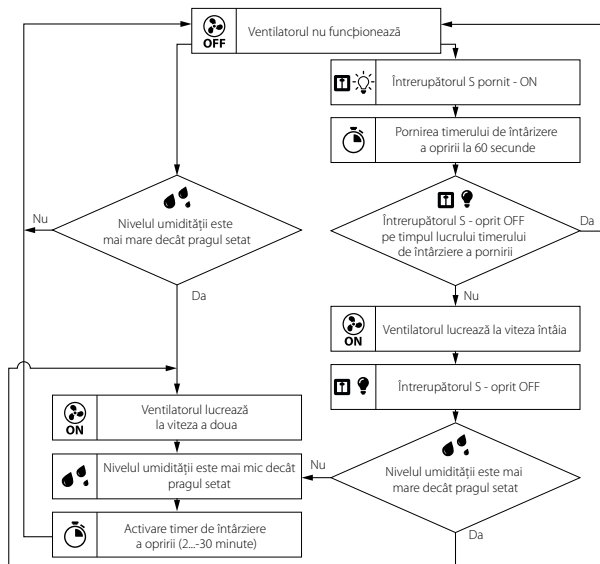 OFF
Ventilatorul nu funcþionează
Întrerupătorul S pornit - ON
Pornirea timerului de întârizere
a opririi la 60 secunde
Nu
Nivelul umidității este
mai mare decât pragul setat
Da
Întrerupătorul S - oprit OFF
pe timpul lucrului timerului
de întârziere a pornirii
Da
Nu
ON
Ventilatorul lucrează la viteza întâia
Întrerupătorul S - oprit OFF
ON
Ventilatorul lucrează
la viteza a doua
Nivelul umidității este mai mic decât
pragul setat
Nu
Nivelul umidității este mai
mare decât pragul setat
Da
Activare timer de întârziere
a opririi (2...-30 minute)